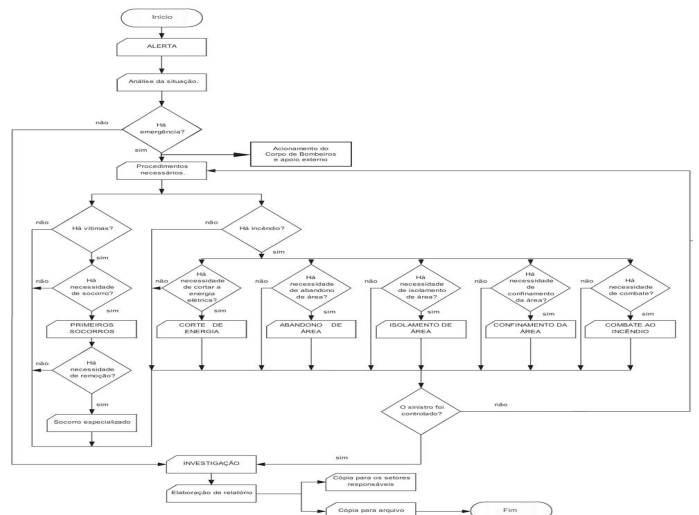 Início
ALERTA
Análise da situação.
Há
emergência?
não
sim
Acionamento do
Corpo de Bombeiros
e apoio externo
Procedimentos
necessários.
não
Há vítimas?
sim
não
Há incêndio?
sim
não
Há
necessidade
de socorro?
sim
não
Há
necessidade
de cortar a
energia
elétrica?
sim
não
Há
necessidade
de abandono
de área?
sim
não
Há
necessidade
de isolamento
de área?
sim
não
Há
necessidade
de
confinamento
da área?
sim
não
Há
necessidade
de combate?
sim
PRIMEIROS
SOCORROS
CORTE DE
ENERGIA
ABANDONO DE
ÁREA
ISOLAMENTO DE
ÁREA
CONFINAMENTO DA
ÁREA
COMBATE AO
INCÊNDIO
não
Há
necessidade
de remoção?
sim
Socorro especializado
O sinistro foi
controlado?
não
sim
INVESTIGAÇÃO
Elaboração de relatório
Cópia para os setores
responsáveis
Cópia para arquivo
Fim